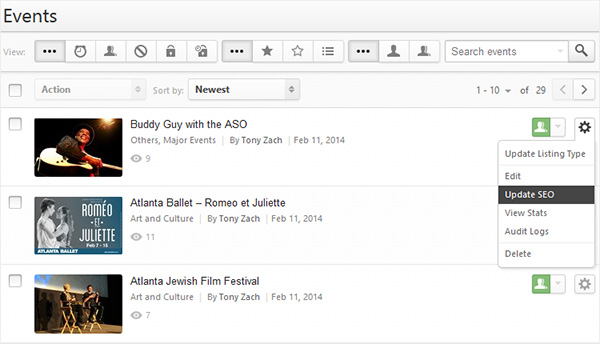 Events
View:
Search events
Action
Sort by: Newest
1 - 10 of 29
Buddy Guy with the ASO
Others, Major Events | By Tony Zach | Feb 11, 2014
9
Update Listing Type
Edit
Update SEO
View Stats
Audit Logs
Delete
ROMÉO
ET
JULIETTE
Feb 7 - 15
ATLANTA BALLET
Atlanta Ballet – Romeo et Juliette
Art and Culture | By Tony Zach | Feb 11, 2014
11
Atlanta Jewish Film Festival
Art and Culture | By Tony Zach | Feb 11, 2014
7